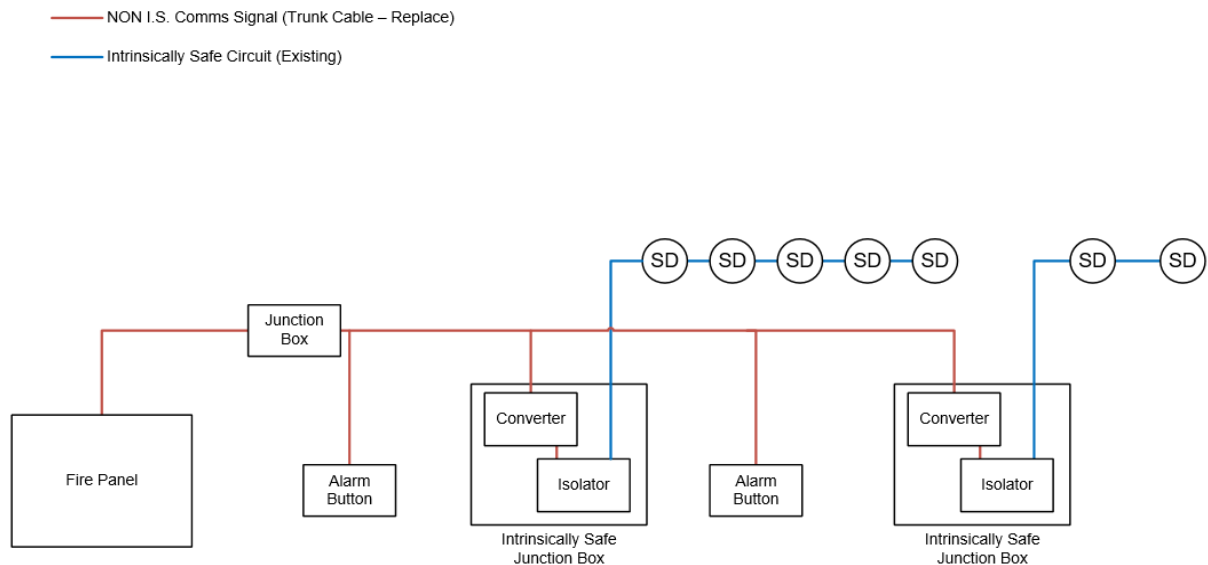 NON I.S. Comms Signal (Trunk Cable – Replace)
Intrinsically Safe Circuit (Existing)
SD
SD
SD
SD
SD
SD
SD
Junction
Box
Fire Panel
Alarm
Button
Converter
Isolator
Intrinsically Safe
Junction Box
Alarm
Button
Converter
Isolator
Intrinsically Safe
Junction Box